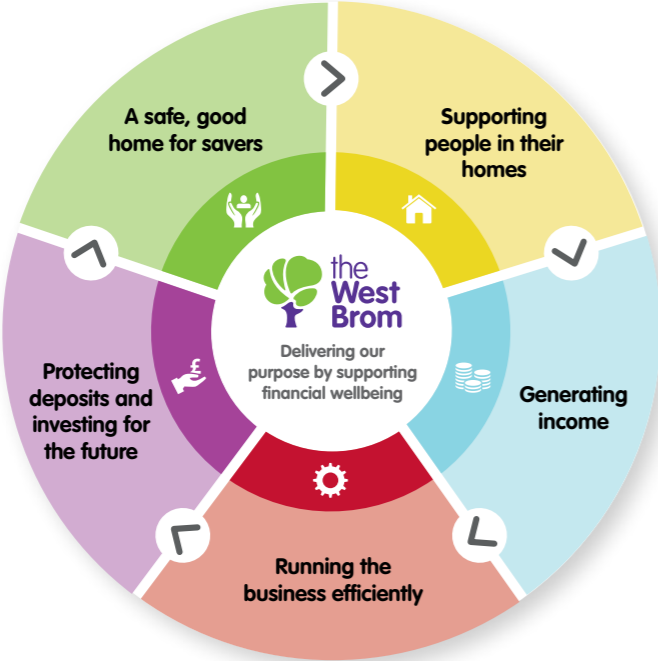 A safe, good
home for savers
Supporting
people in their
homes
the
West
Brom
Delivering our
purpose by supporting
financial wellbeing
£
Protecting
deposits and
investing for
the future
Generating
income
Running the
business efficiently